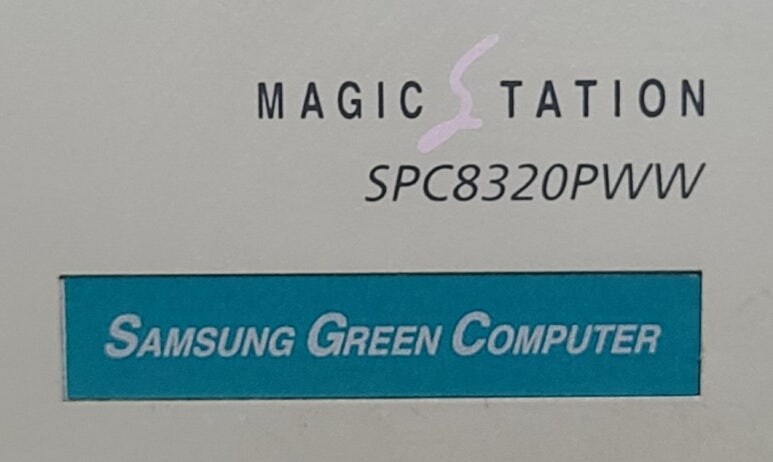 MAGIC STATION
SPC8320PWW
SAMSUNG GREEN COMPUTER